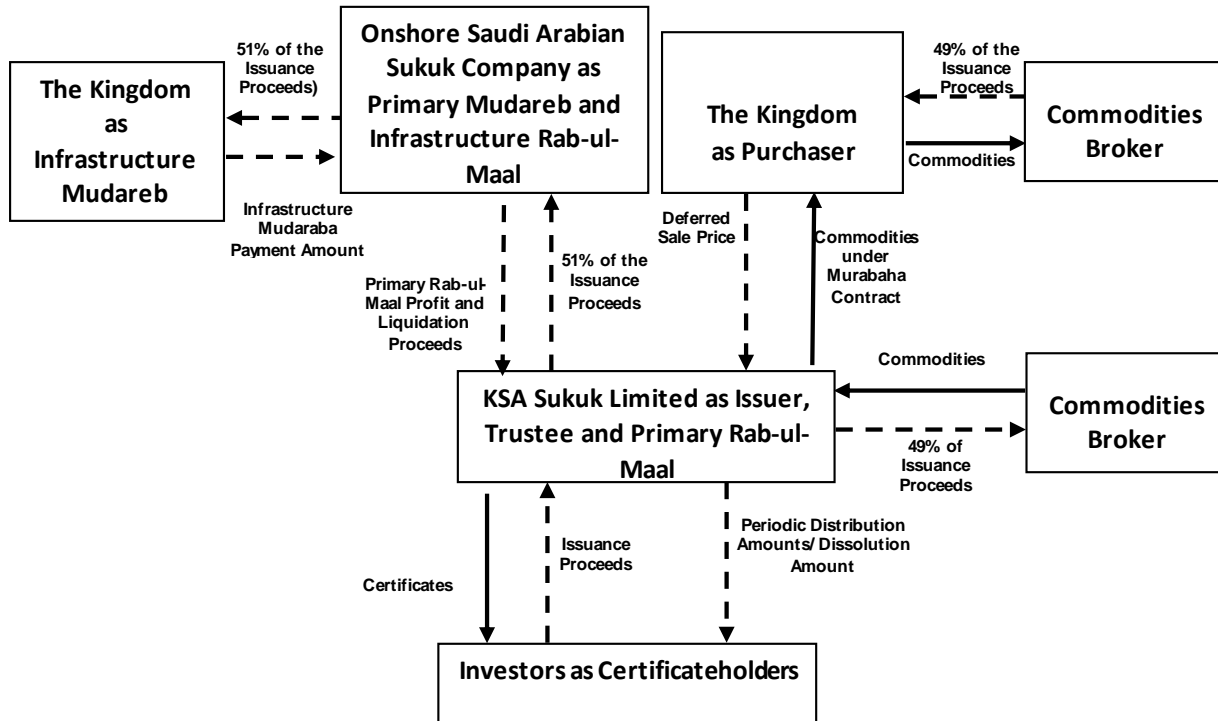 The Kingdom
as
Infrastructure
Mudareb
51% of the
Issuance
Proceeds)
Infrastructure
Mudaraba
Payment Amount
Onshore Saudi Arabian
Sukuk Company as
Primary Mudareb and
Infrastructure Rab-ul-
Maal
The Kingdom
as Purchaser
49% of the
Issuance
Proceeds
Commodities
Commodities
Broker
Primary Rab-ul-
Maal Profit and
Liquidation
Proceeds
51% of the
Issuance
Proceeds
Deferred
Sale Price
Commodities
under
Murabaha
Contract
KSA Sukuk Limited as Issuer,
Trustee and Primary Rab-ul-
Maal
Commodities
49% of
Issuance
Proceeds
Commodities
Broker
Certificates
Issuance
Proceeds
Periodic Distribution
Amounts/ Dissolution
Amount
Investors as Certificateholders